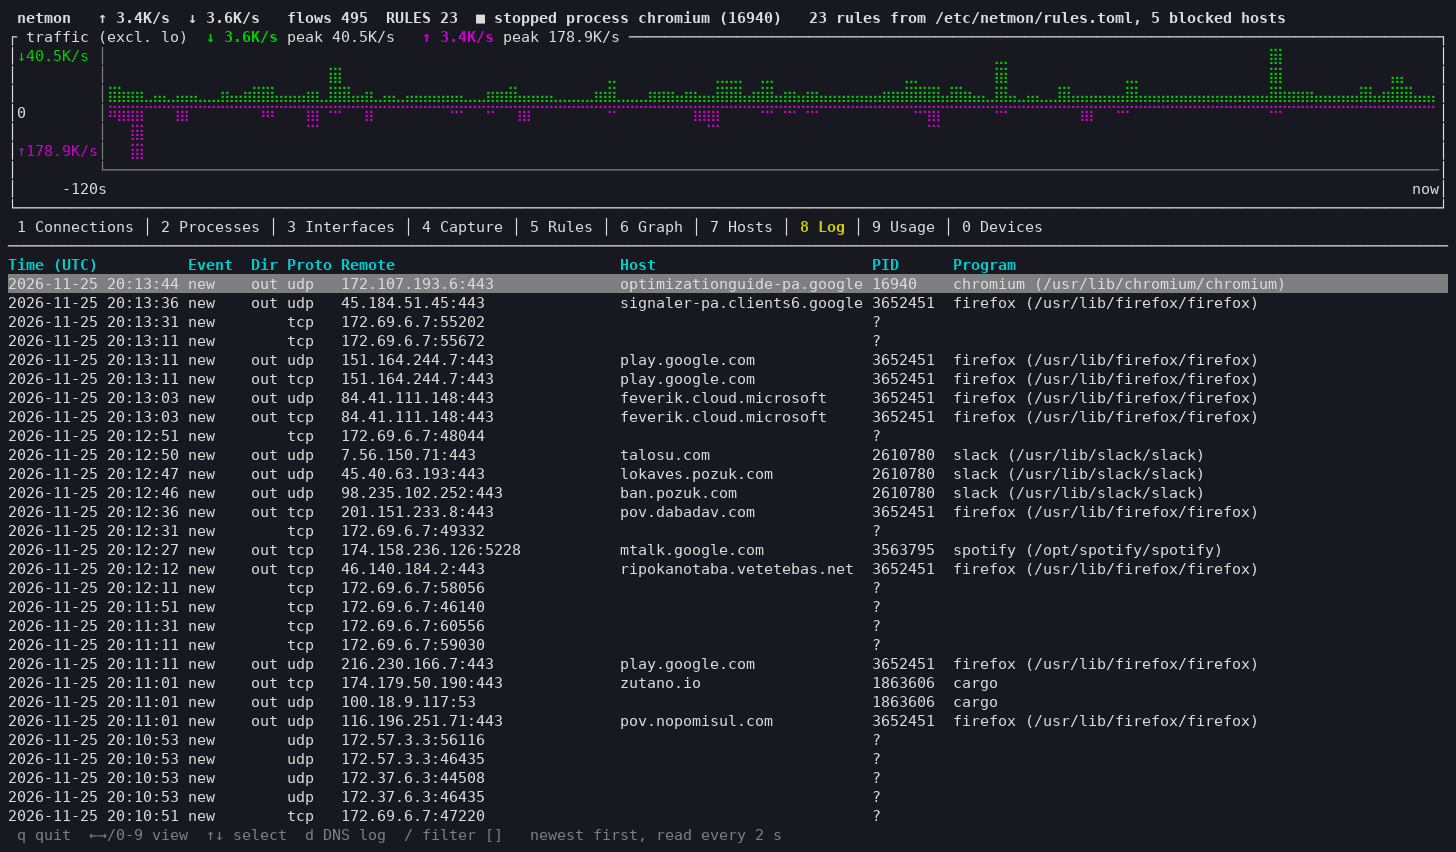 netmon ↑ 3.4K/s ↓ 3.6K/s flows 495 RULES 23 ■ stopped process chromium (16940) 23 rules from /etc/netmon/rules.toml, 5 blocked hosts
traffic (excl. lo) ↓ 3.6K/s peak 40.5K/s ↑ 3.4K/s peak 178.9K/s
↓40.5K/s
0
↑178.9K/s
-120s now
1 Connections │ 2 Processes │ 3 Interfaces │ 4 Capture │ 5 Rules │ 6 Graph │ 7 Hosts │ 8 Log │ 9 Usage │ 0 Devices
Time (UTC) Event Dir Proto Remote Host PID Program
2026-11-25 20:13:44 new out udp 172.107.193.6:443 optimizationguide-pa.google 16940 chromium (/usr/lib/chromium/chromium)
2026-11-25 20:13:36 new out udp 45.184.51.45:443 signaler-pa.clients6.google 3652451 firefox (/usr/lib/firefox/firefox)
2026-11-25 20:13:31 new tcp 172.69.6.7:55202 ?
2026-11-25 20:13:11 new tcp 172.69.6.7:55672 ?
2026-11-25 20:13:11 new out udp 151.164.244.7:443 play.google.com 3652451 firefox (/usr/lib/firefox/firefox)
2026-11-25 20:13:11 new out tcp 151.164.244.7:443 play.google.com 3652451 firefox (/usr/lib/firefox/firefox)
2026-11-25 20:13:03 new out udp 84.41.111.148:443 feverik.cloud.microsoft 3652451 firefox (/usr/lib/firefox/firefox)
2026-11-25 20:13:03 new out tcp 84.41.111.148:443 feverik.cloud.microsoft 3652451 firefox (/usr/lib/firefox/firefox)
2026-11-25 20:12:51 new tcp 172.69.6.7:48044 ?
2026-11-25 20:12:50 new out udp 7.56.150.71:443 talosu.com 2610780 slack (/usr/lib/slack/slack)
2026-11-25 20:12:47 new out udp 45.40.63.193:443 lokaves.pozuk.com 2610780 slack (/usr/lib/slack/slack)
2026-11-25 20:12:46 new out udp 98.235.102.252:443 ban.pozuk.com 2610780 slack (/usr/lib/slack/slack)
2026-11-25 20:12:36 new out tcp 201.151.233.8:443 pov.dabadav.com 3652451 firefox (/usr/lib/firefox/firefox)
2026-11-25 20:12:31 new tcp 172.69.6.7:49332 ?
2026-11-25 20:12:27 new out tcp 174.158.236.126:5228 mtalk.google.com 3563795 spotify (/opt/spotify/spotify)
2026-11-25 20:12:12 new out tcp 46.140.184.2:443 ripokanotaba.vetetebas.net 3652451 firefox (/usr/lib/firefox/firefox)
2026-11-25 20:12:11 new tcp 172.69.6.7:58056 ?
2026-11-25 20:11:51 new tcp 172.69.6.7:46140 ?
2026-11-25 20:11:31 new tcp 172.69.6.7:60556 ?
2026-11-25 20:11:11 new tcp 172.69.6.7:59030 ?
2026-11-25 20:11:11 new out udp 216.230.166.7:443 play.google.com 3652451 firefox (/usr/lib/firefox/firefox)
2026-11-25 20:11:01 new out tcp 174.179.50.190:443 zutano.io 1863606 cargo
2026-11-25 20:11:01 new out udp 100.18.9.117:53 1863606 cargo
2026-11-25 20:11:01 new out udp 116.196.251.71:443 pov.nopomisul.com 3652451 firefox (/usr/lib/firefox/firefox)
2026-11-25 20:10:53 new udp 172.57.3.3:56116 ?
2026-11-25 20:10:53 new udp 172.57.3.3:46435 ?
2026-11-25 20:10:53 new udp 172.37.6.3:44508 ?
2026-11-25 20:10:53 new udp 172.37.6.3:46435 ?
2026-11-25 20:10:51 new tcp 172.69.6.7:47220 ?
q quit ←→/0-9 view ↑↓ select d DNS log / filter [] newest first, read every 2 s